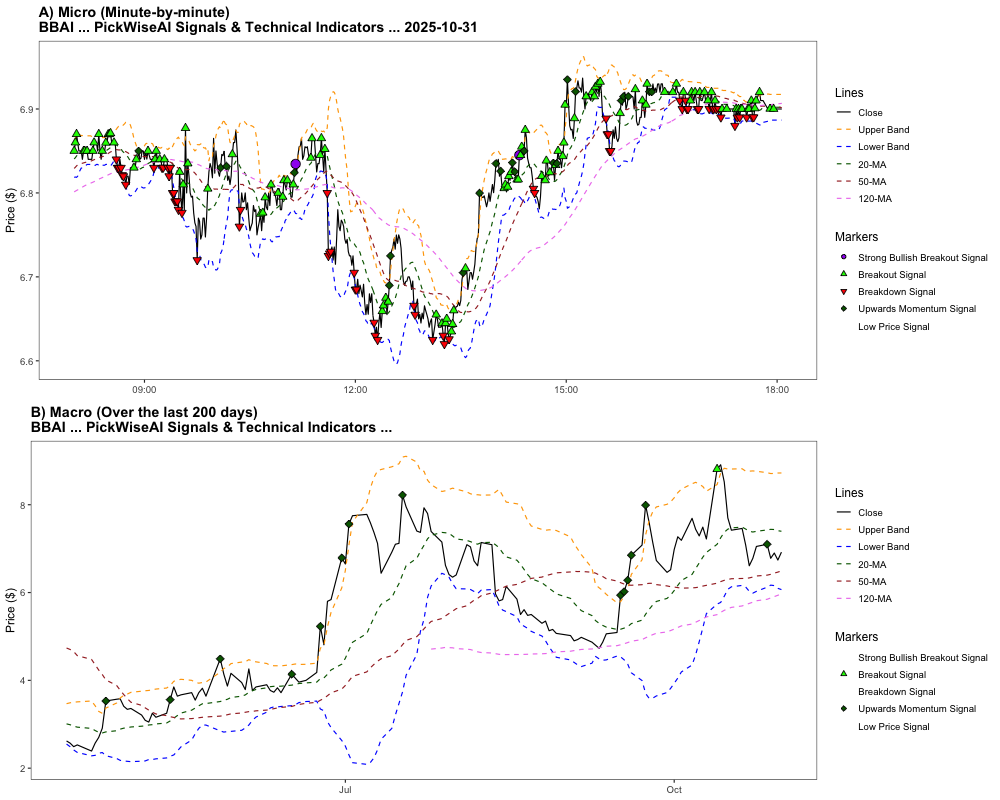 A) Micro (Minute-by-minute)
BBAI ... PickWiseAI Signals & Technical Indicators ... 2025-10-31
Price ($)
6.9
6.8
6.7
6.6
09:00
12:00
15:00
18:00
Lines
Close
Upper Band
Lower Band
20-MA
50-MA
120-MA
Markers
Strong Bullish Breakout Signal
Breakout Signal
Breakdown Signal
Upwards Momentum Signal
Low Price Signal
B) Macro (Over the last 200 days)
BBAI ... PickWiseAI Signals & Technical Indicators ...
Price ($)
8
6
4
2
Jul
Oct
Lines
Close
Upper Band
Lower Band
20-MA
50-MA
120-MA
Markers
Strong Bullish Breakout Signal
Breakout Signal
Breakdown Signal
Upwards Momentum Signal
Low Price Signal